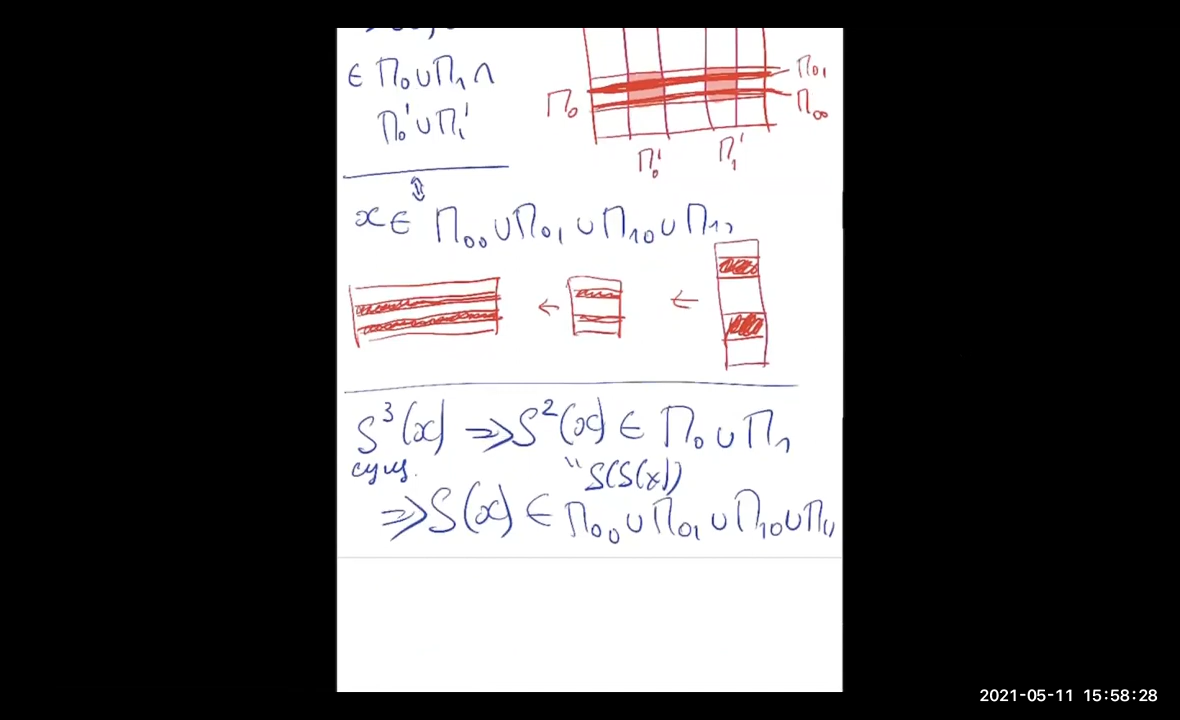 ∈ Π₀∪Π₁ ∩
Π₀'∪Π₁'
Π₀
Π₀₁
Π₀₀
Π₀'
Π₁'
⇕
x ∈ Π₀₀∪Π₀₁∪Π₁₀∪Π₁₁
← ←
S³(x) ⇒ S²(x) ∈ Π₀∪Π₁
сущ. " S(S(x))
⇒ S(x) ∈ Π₀₀∪Π₀₁∪Π₁₀∪Π₁₁
2021-05-11 15:58:28